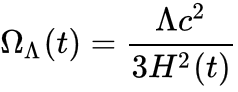 Ω_Λ(t) = Λc² / 3H²(t)